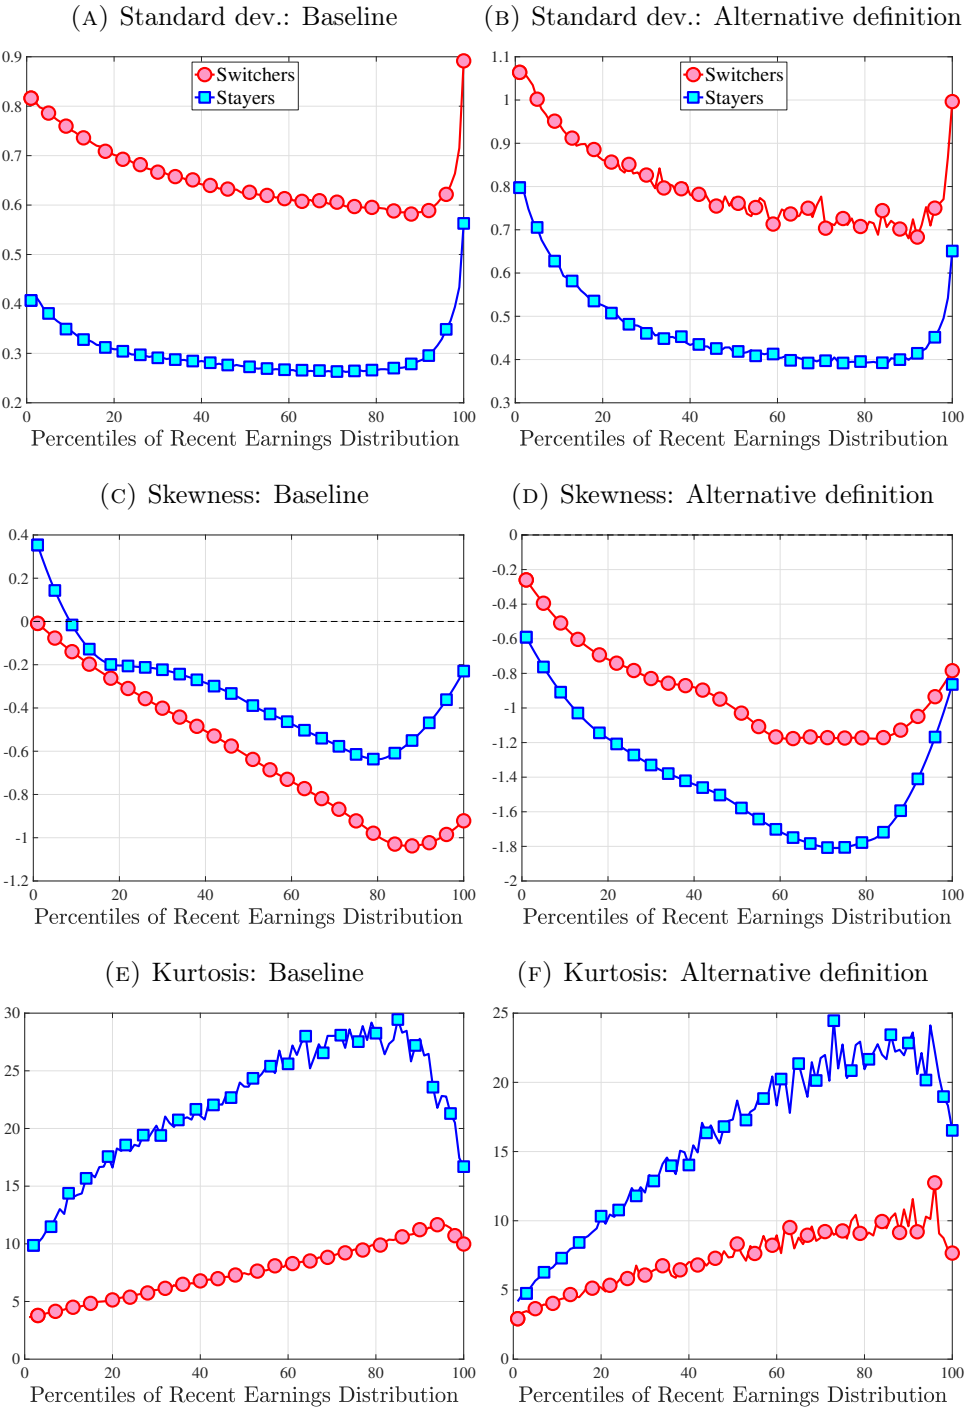 (A) Standard dev.: Baseline
0.9
0.8
0.7
0.6
0.5
0.4
0.3
0.2
Switchers
Stayers
0 20 40 60 80 100
Percentiles of Recent Earnings Distribution
(B) Standard dev.: Alternative definition
1.1
1
0.9
0.8
0.7
0.6
0.5
0.4
0.3
Switchers
Stayers
0 20 40 60 80 100
Percentiles of Recent Earnings Distribution
(C) Skewness: Baseline
0.4
0.2
0
-0.2
-0.4
-0.6
-0.8
-1
-1.2
0 20 40 60 80 100
Percentiles of Recent Earnings Distribution
(D) Skewness: Alternative definition
0
-0.2
-0.4
-0.6
-0.8
-1
-1.2
-1.4
-1.6
-1.8
-2
0 20 40 60 80 100
Percentiles of Recent Earnings Distribution
(E) Kurtosis: Baseline
30
25
20
15
10
5
0
0 20 40 60 80 100
Percentiles of Recent Earnings Distribution
(F) Kurtosis: Alternative definition
25
20
15
10
5
0
0 20 40 60 80 100
Percentiles of Recent Earnings Distribution